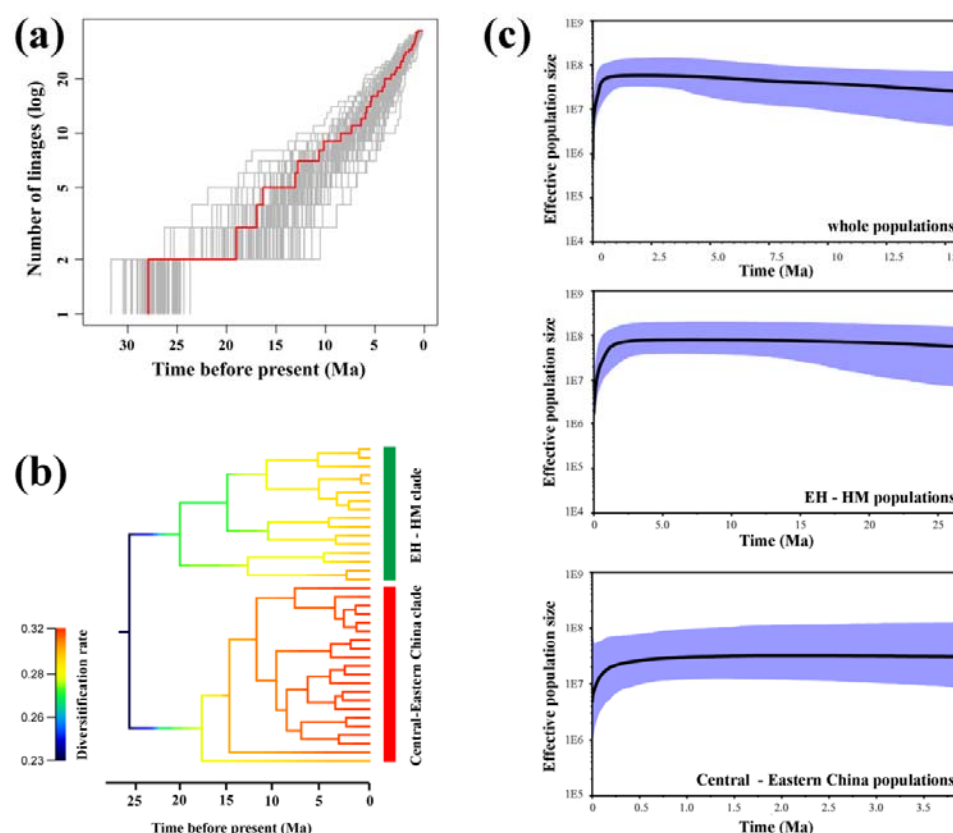 (a)
Number of linages (log)
20
10
5
2
1
30 25 20 15 10 5 0
Time before present (Ma)
(b)
EH - HM clade
Central-Eastern China clade
Diversitification rate
0.32
0.28
0.26
0.23
25 20 15 10 5 0
Time before present (Ma)
(c)
Effective population size
1E9
1E8
1E7
1E6
1E5
1E4
whole populations
0 2.5 5.0 7.5 10.0 12.5 15
Time (Ma)
Effective population size
1E9
1E8
1E7
1E6
1E5
1E4
EH - HM populations
0 5 10 15 20 25
Time (Ma)
Effective population size
1E9
1E8
1E7
1E6
1E5
Central - Eastern China populations
0 0.5 1.0 1.5 2.0 2.5 3.0 3.5
Time (Ma)